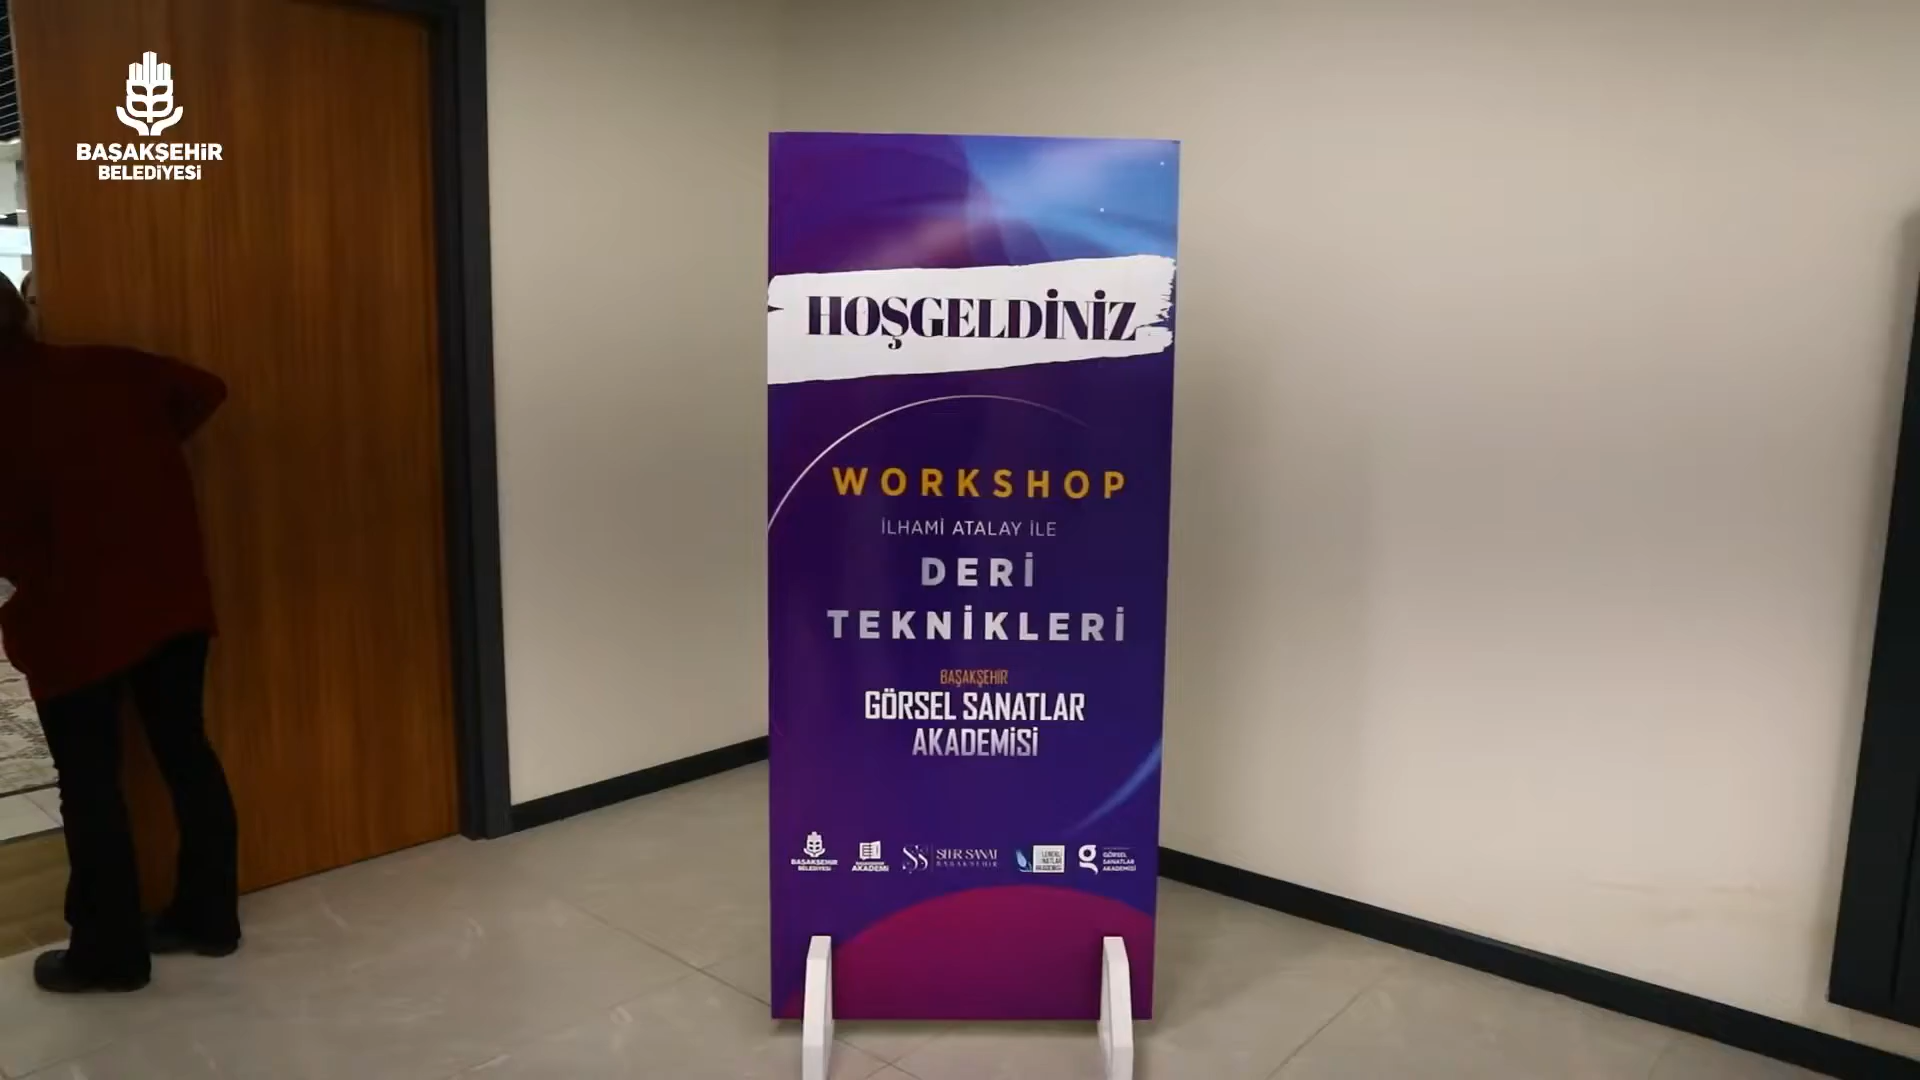 BAŞAKŞEHİR
BELEDİYESİ
HOŞGELDİNİZ
WORKSHOP
İLHAMİ ATALAY İLE
DERİ
TEKNİKLERİ
BAŞAKŞEHİR
GÖRSEL SANATLAR
AKADEMİSİ
BAŞAKŞEHİR
BELEDİYESİ
AKADEMİ
ŞEHR-SANAT
BAŞAKŞEHİR
GÖRSEL
SANATLAR
AKADEMİSİ